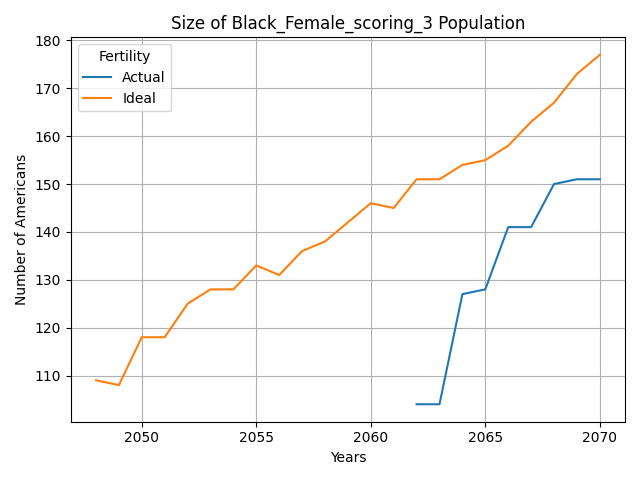 Size of Black_Female_scoring_3 Population
Fertility
Actual
Ideal
Number of Americans
180
170
160
150
140
130
120
110
2050 2055 2060 2065 2070
Years